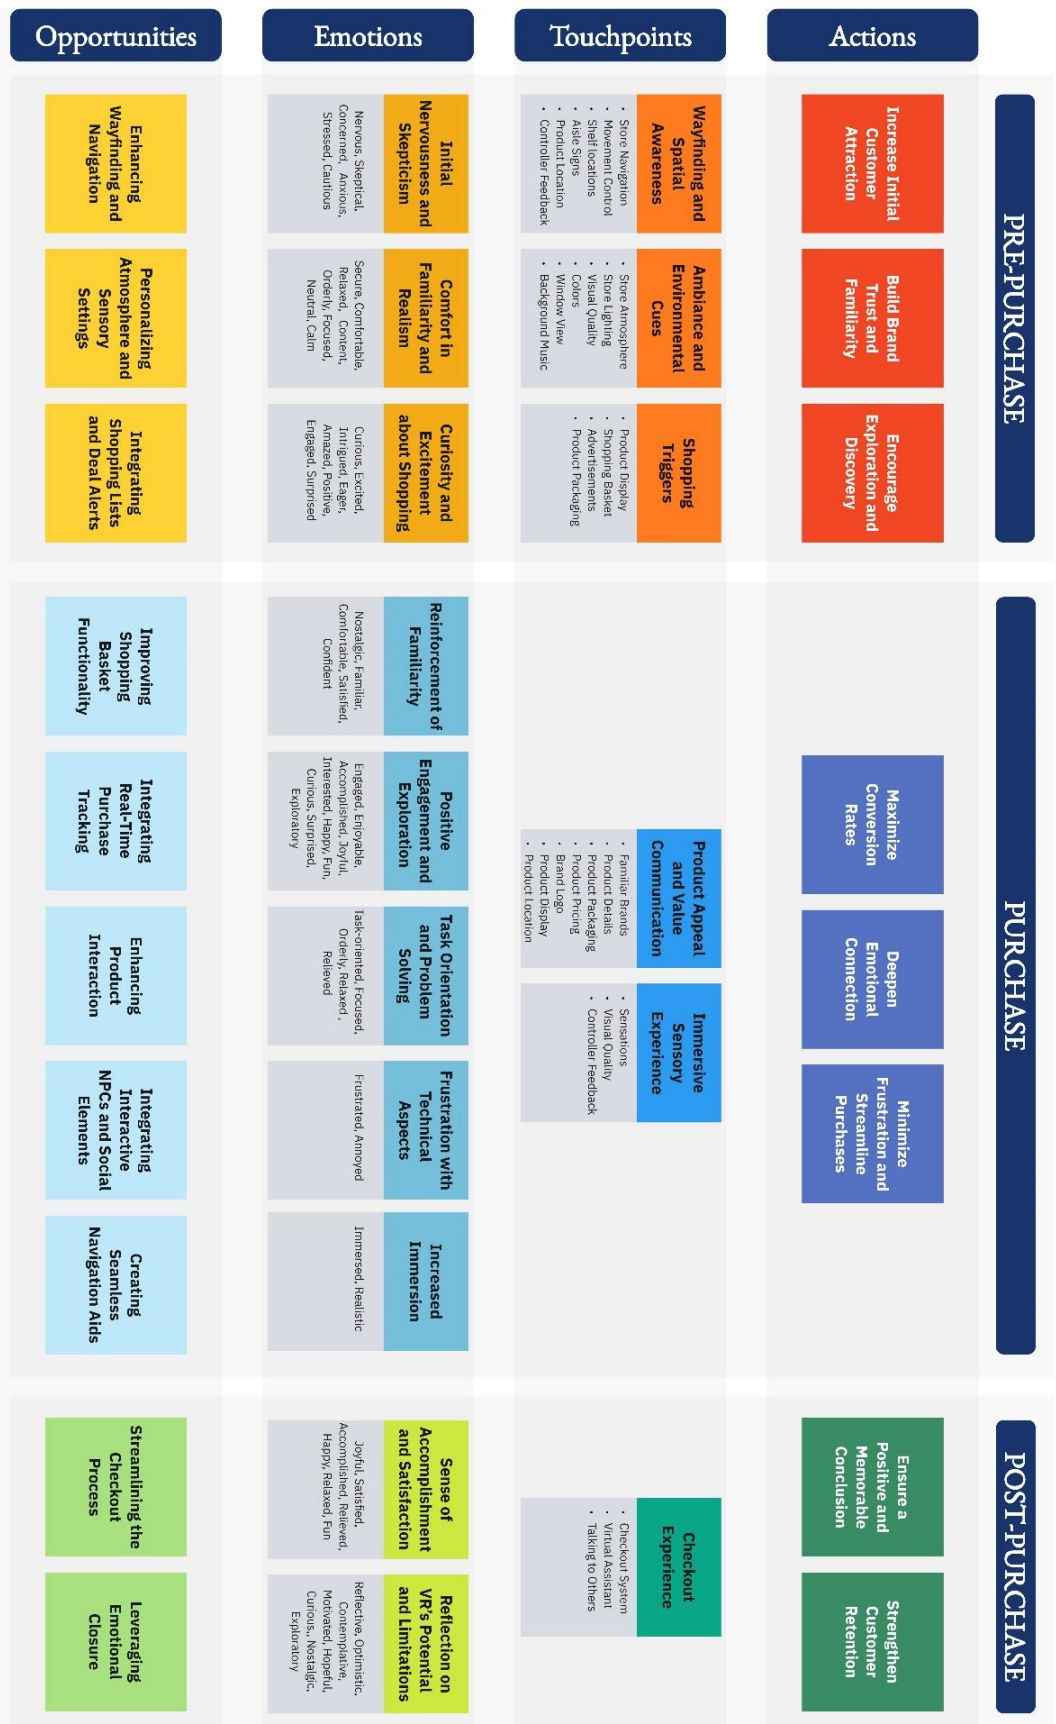 Opportunities
Emotions
Touchpoints
Actions
PRE-PURCHASE
Increase Initial
Customer
Attraction
Build Brand
Trust and
Familiarity
Encourage
Exploration and
Discovery
Wayfinding and
Spatial
Awareness
• Store Navigation
• Movement Control
• Shelf locations
• Aisle Signs
• Product Location
• Controller Feedback
Ambiance and
Environmental
Cues
• Store Atmosphere
• Store Lighting
• Visual Quality
• Colors
• Window View
• Background Music
Shopping
Triggers
• Product Display
• Shopping Basket
• Advertisements
• Product Packaging
Initial
Nervousness and
Skepticism
Nervous, Skeptical,
Concerned, Anxious,
Stressed, Cautious
Comfort in
Familiarity and
Realism
Secure, Comfortable,
Relaxed, Content,
Orderly, Focused,
Neutral, Calm
Curiosity and
Excitement
about Shopping
Curious, Excited,
Intrigued, Eager,
Amazed, Positive,
Engaged, Surprised
Enhancing
Wayfinding and
Navigation
Personalizing
Atmosphere and
Sensory
Settings
Integrating
Shopping Lists
and Deal Alerts
PURCHASE
Maximize
Conversion
Rates
Deepen
Emotional
Connection
Minimize
Frustration and
Streamline
Purchases
Product Appeal
and Value
Communication
• Familiar Brands
• Product Details
• Product Packaging
• Product Pricing
• Brand Logo
• Product Display
• Product Location
Immersive
Sensory
Experience
• Sensations
• Visual Quality
• Controller Feedback
Reinforcement of
Familiarity
Nostalgic, Familiar,
Comfortable, Satisfied,
Confident
Positive
Engagement and
Exploration
Engaged, Enjoyable,
Accomplished, Joyful,
Interested, Happy, Fun,
Curious, Surprised,
Exploratory
Task Orientation
and Problem
Solving
Task-oriented, Focused,
Orderly, Relaxed ,
Relieved
Frustration with
Technical
Aspects
Frustrated, Annoyed
Increased
Immersion
Immersed, Realistic
Improving
Shopping
Basket
Functionality
Integrating
Real-Time
Purchase
Tracking
Enhancing
Product
Interaction
Integrating
Interactive
NPCs and Social
Elements
Creating
Seamless
Navigation Aids
POST-PURCHASE
Ensure a
Positive and
Memorable
Conclusion
Strengthen
Customer
Retention
Checkout
Experience
• Checkout System
• Virtual Assistant
• Talking to Others
Sense of
Accomplishment
and Satisfaction
Joyful, Satisfied,
Accomplished, Relieved,
Happy, Relaxed, Fun
Reflection on
VR's Potential
and Limitations
Reflective, Optimistic,
Contemplative,
Motivated, Hopeful,
Curious,, Nostalgic,
Exploratory
Streamlining the
Checkout
Process
Leveraging
Emotional
Closure